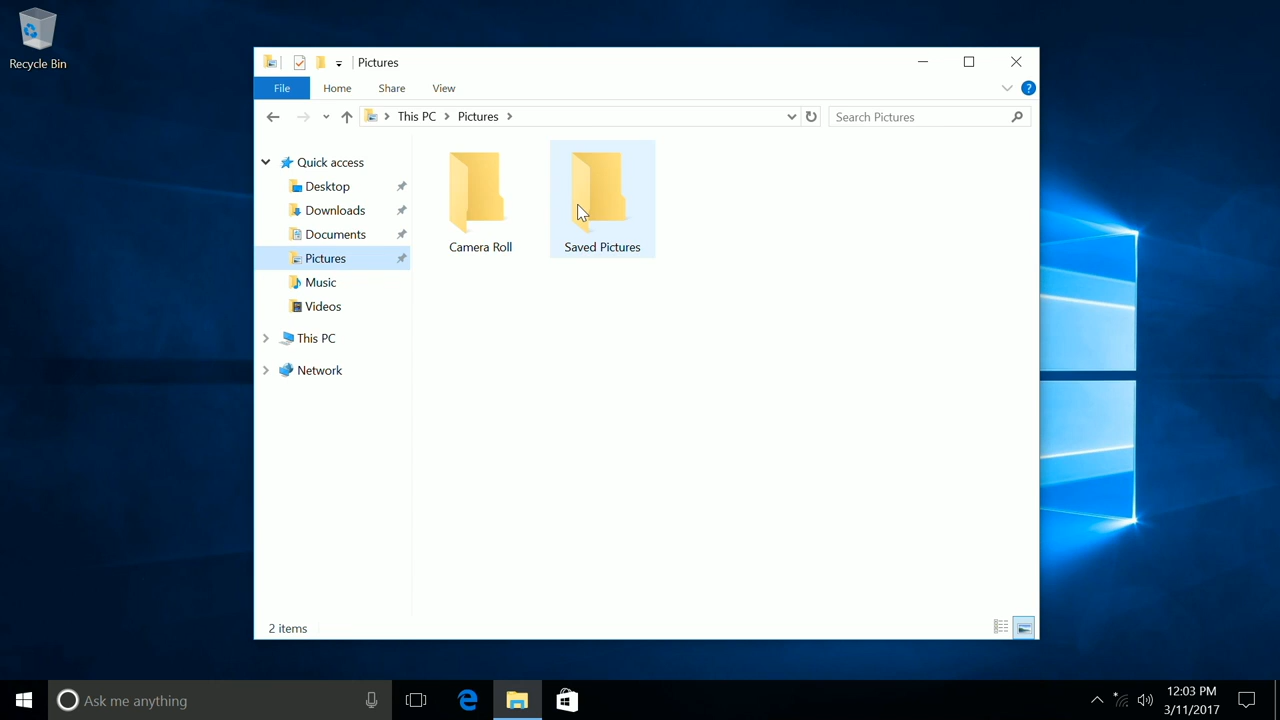 Recycle Bin
Pictures
File Home Share View
This PC Pictures
Search Pictures
Quick access
Desktop
Downloads
Documents
Pictures
Music
Videos
This PC
Network
Camera Roll
Saved Pictures
2 items
Ask me anything
12:03 PM
3/11/2017